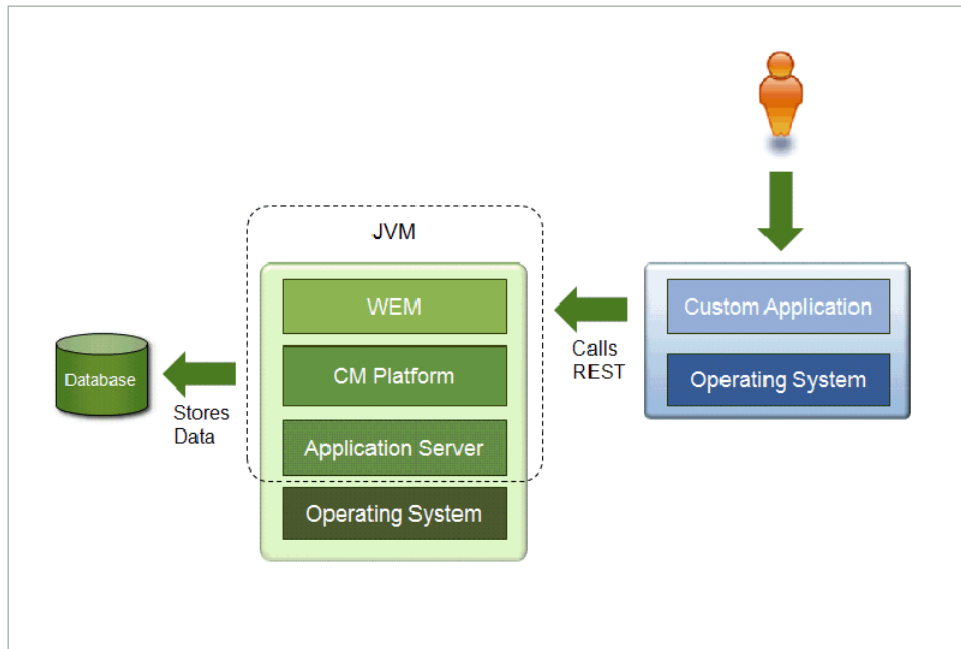 JVM
WEM
CM Platform
Application Server
Operating System
Database
Stores
Data
Calls
REST
Custom Application
Operating System